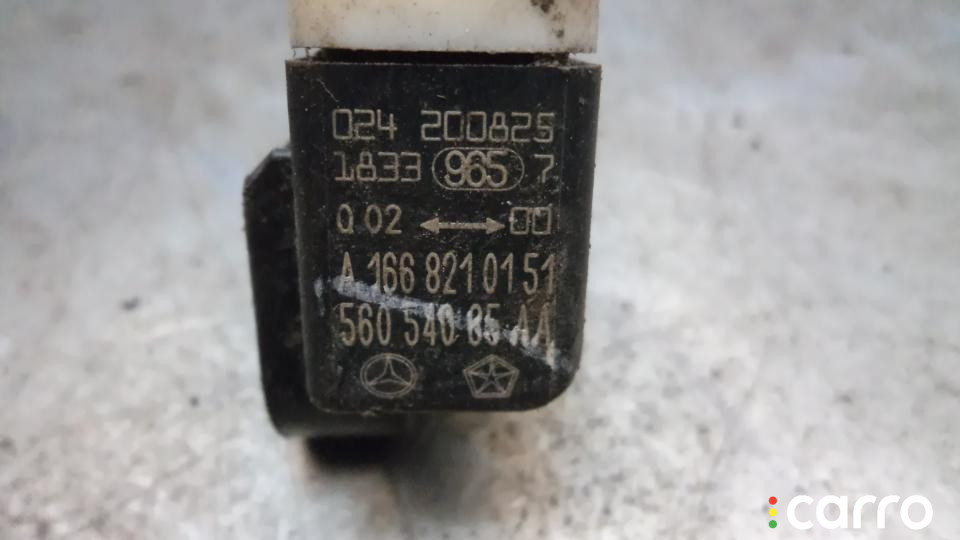 024 200825
1833 965 7
Q 02 ↔ 00
A 166 821 01 51
560 540 85 AA
carro